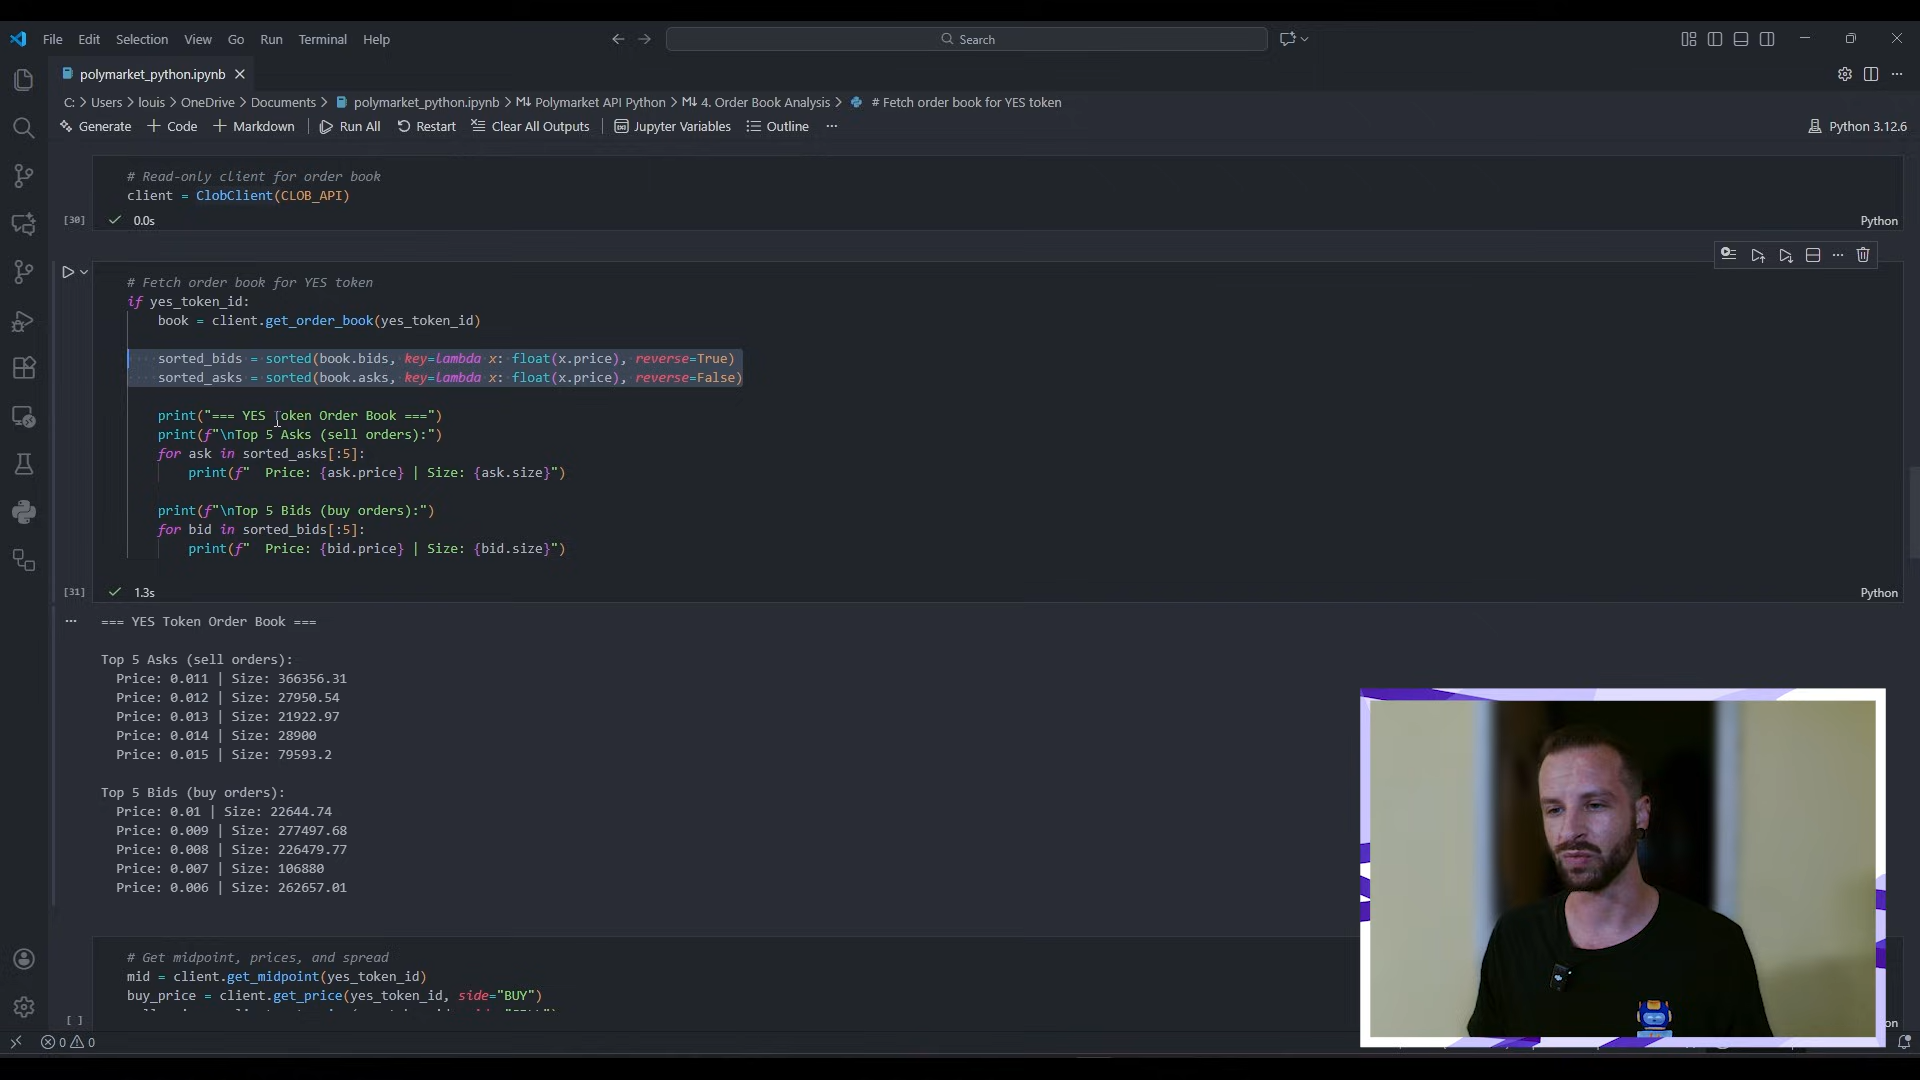 File Edit Selection View Go Run Terminal Help
Search
polymarket_python.ipynb
C: > Users > louis > OneDrive > Documents > polymarket_python.ipynb > M↓ Polymarket API Python > M↓ 4. Order Book Analysis > # Fetch order book for YES token
Generate + Code + Markdown Run All Restart Clear All Outputs Jupyter Variables Outline ...
Python 3.12.6
# Read-only client for order book
client = ClobClient(CLOB_API)
[30] 0.0s
Python
# Fetch order book for YES token
if yes_token_id:
book = client.get_order_book(yes_token_id)
sorted_bids = sorted(book.bids, key=lambda x: float(x.price), reverse=True)
sorted_asks = sorted(book.asks, key=lambda x: float(x.price), reverse=False)
print("=== YES Token Order Book ===")
print(f"\nTop 5 Asks (sell orders):")
for ask in sorted_asks[:5]:
print(f"  Price: {ask.price} | Size: {ask.size}")
print(f"\nTop 5 Bids (buy orders):")
for bid in sorted_bids[:5]:
print(f"  Price: {bid.price} | Size: {bid.size}")
[31] 1.3s
Python
=== YES Token Order Book ===
Top 5 Asks (sell orders):
Price: 0.011 | Size: 366356.31
Price: 0.012 | Size: 27950.54
Price: 0.013 | Size: 21922.97
Price: 0.014 | Size: 28900
Price: 0.015 | Size: 79593.2
Top 5 Bids (buy orders):
Price: 0.01 | Size: 22644.74
Price: 0.009 | Size: 277497.68
Price: 0.008 | Size: 226479.77
Price: 0.007 | Size: 106880
Price: 0.006 | Size: 262657.01
# Get midpoint, prices, and spread
mid = client.get_midpoint(yes_token_id)
buy_price = client.get_price(yes_token_id, side="BUY")
[ ]
on
0 0